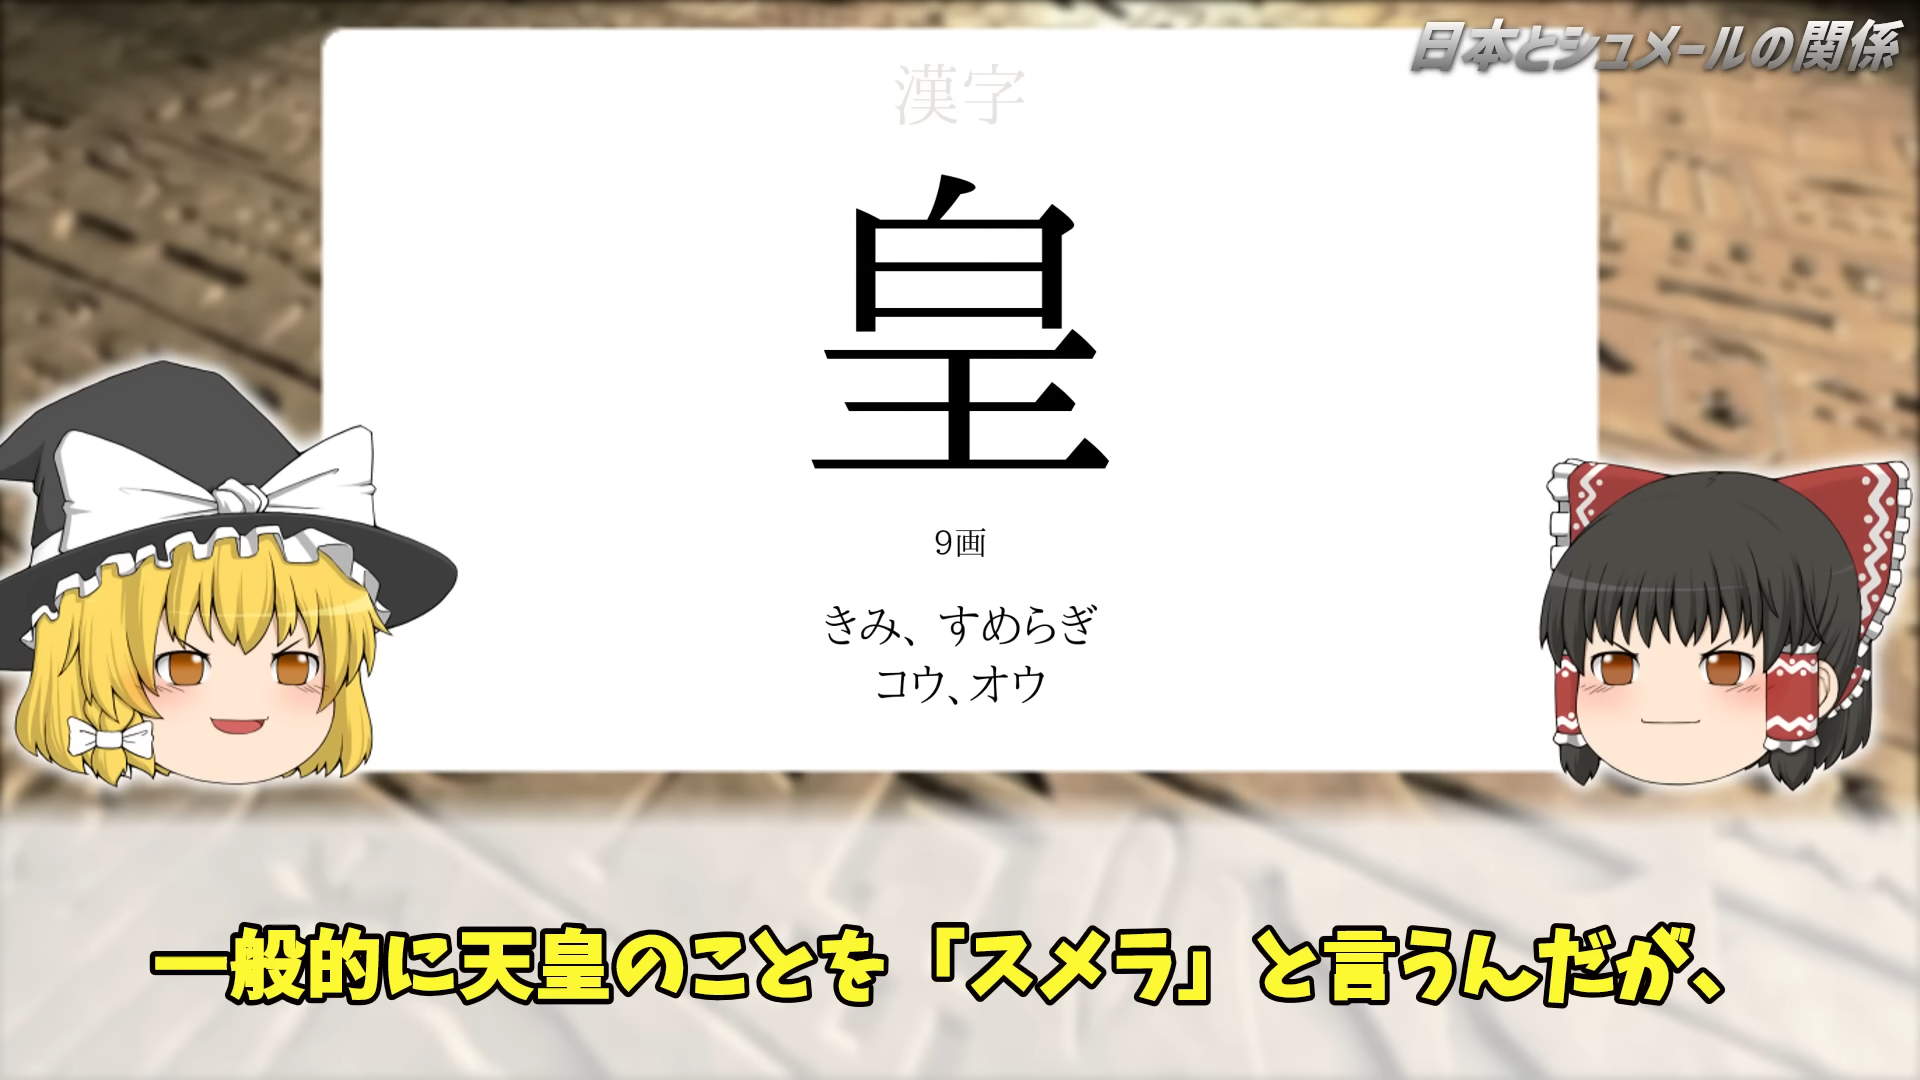 日本とシュメールの関係
漢字
皇
9画
きみ、すめらぎ
コウ、オウ
一般的に天皇のことを「スメラ」と言うんだが、